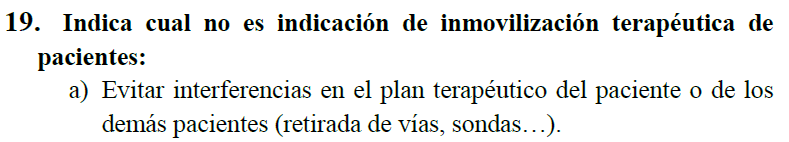 19. Indica cual no es indicación de inmovilización terapéutica de
pacientes:
a) Evitar interferencias en el plan terapéutico del paciente o de los
demás pacientes (retirada de vías, sondas…).